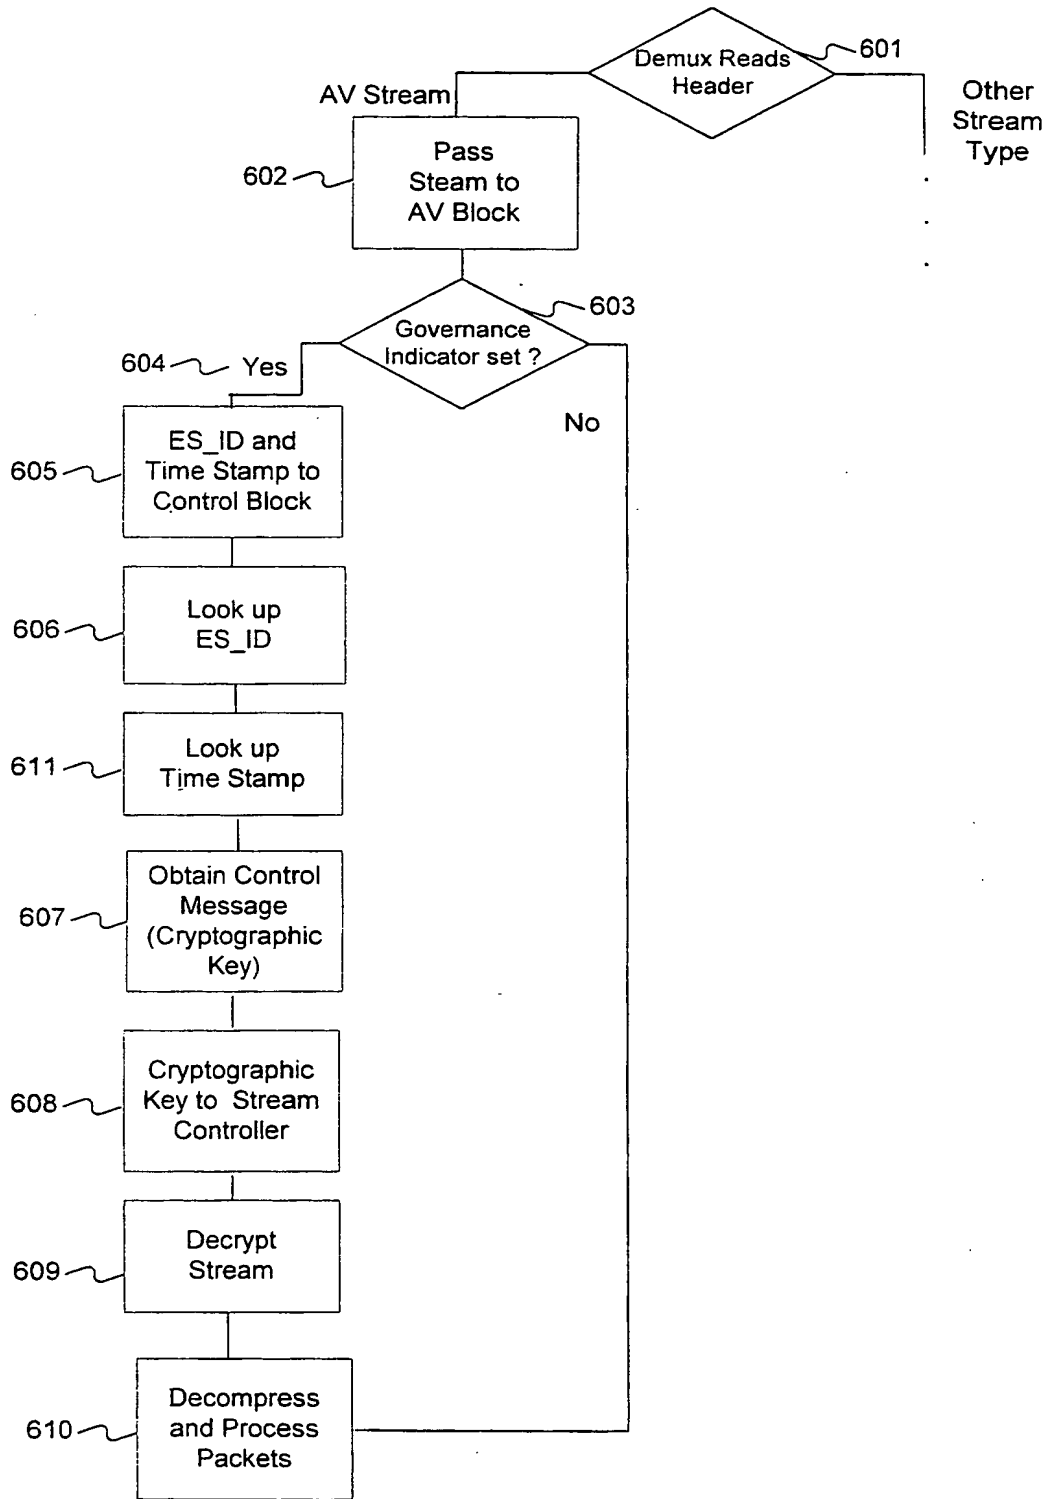 601
Demux Reads
Header
AV Stream
Other
Stream
Type
602
Pass
Steam to
AV Block
603
Governance
Indicator set ?
604
Yes
No
605
ES_ID and
Time Stamp to
Control Block
606
Look up
ES_ID
611
Look up
Time Stamp
607
Obtain Control
Message
(Cryptographic
Key)
608
Cryptographic
Key to Stream
Controller
609
Decrypt
Stream
610
Decompress
and Process
Packets